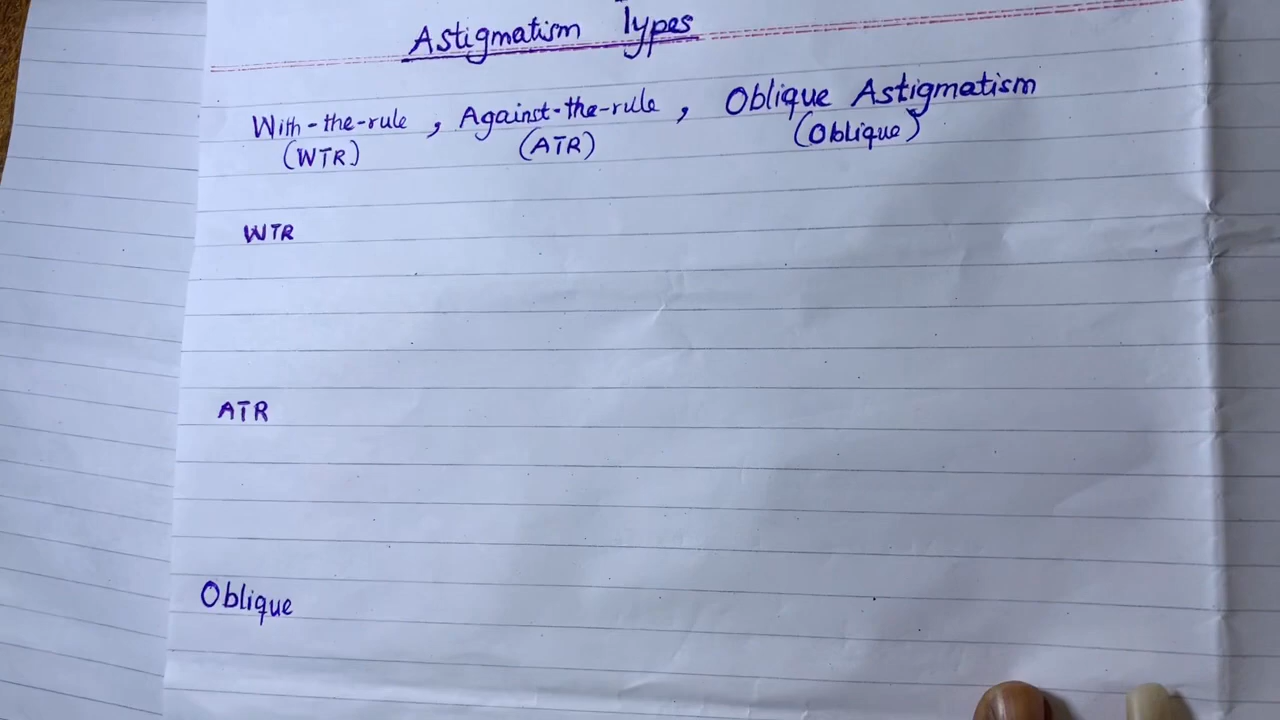 Astigmatism Types
With-the-rule , Against-the-rule , Oblique Astigmatism
(WTR) (ATR) (Oblique)
WTR
ATR
Oblique